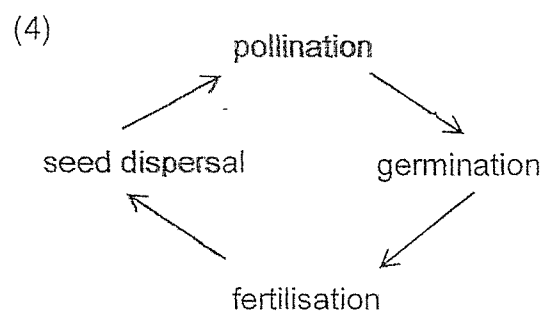 (4)
pollination
seed dispersal germination
fertilisation